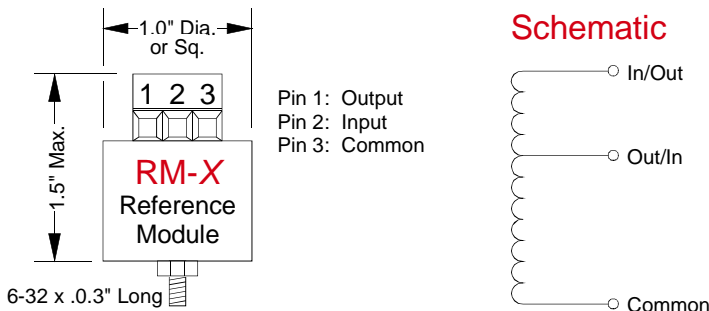 1.0" Dia.
or Sq.
1 2 3
1.5" Max.
Pin 1: Output
Pin 2: Input
Pin 3: Common
RM-X
Reference
Module
6-32 x .0.3" Long
Schematic
In/Out
Out/In
Common